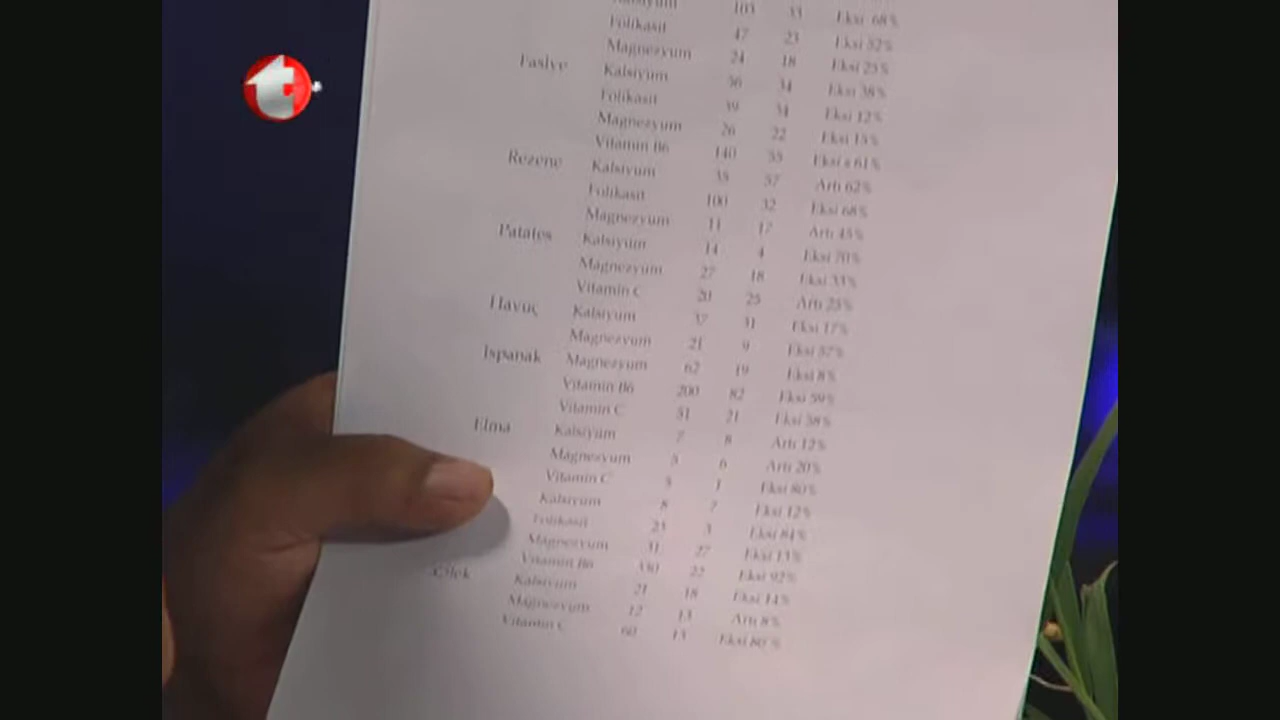 Kalsiyum 103 33 Eksi 68%
Folikasit 47 23 Eksi 52%
Magnezyum 24 18 Eksi 25%
Faslye Kalsiyum 56 34 Eksi 38%
Folikasit 39 34 Eksi 12%
Magnezyum 26 22 Eksi 15%
Vitamin B6 140 55 Eksi 61%
Rezene Kalsiyum 35 57 Artı 62%
Folikasit 100 32 Eksi 68%
Magnezyum 11 17 Artı 45%
Patates Kalsiyum 14 4 Eksi 70%
Magnezyum 27 18 Eksi 33%
Vitamin C 20 25 Artı 25%
Havuç Kalsiyum 37 31 Eksi 17%
Magnezyum 21 9 Eksi 57%
Ispanak Magnezyum 62 19 Eksi 8%
Vitamin B6 200 82 Eksi 59%
Vitamin C 51 21 Eksi 58%
Elma Kalsiyum 7 8 Artı 12%
Magnezyum 5 6 Artı 20%
Vitamin C 5 1 Eksi 80%
Kalsiyum 8 7 Eksi 12%
Folikasit 23 3 Eksi 84%
Magnezyum 31 27 Eksi 13%
Vitamin B6 330 22 Eksi 92%
Çilek Kalsiyum 21 18 Eksi 14%
Magnezyum 12 13 Artı 8%
Vitamin C 60 13 Eksi 80%